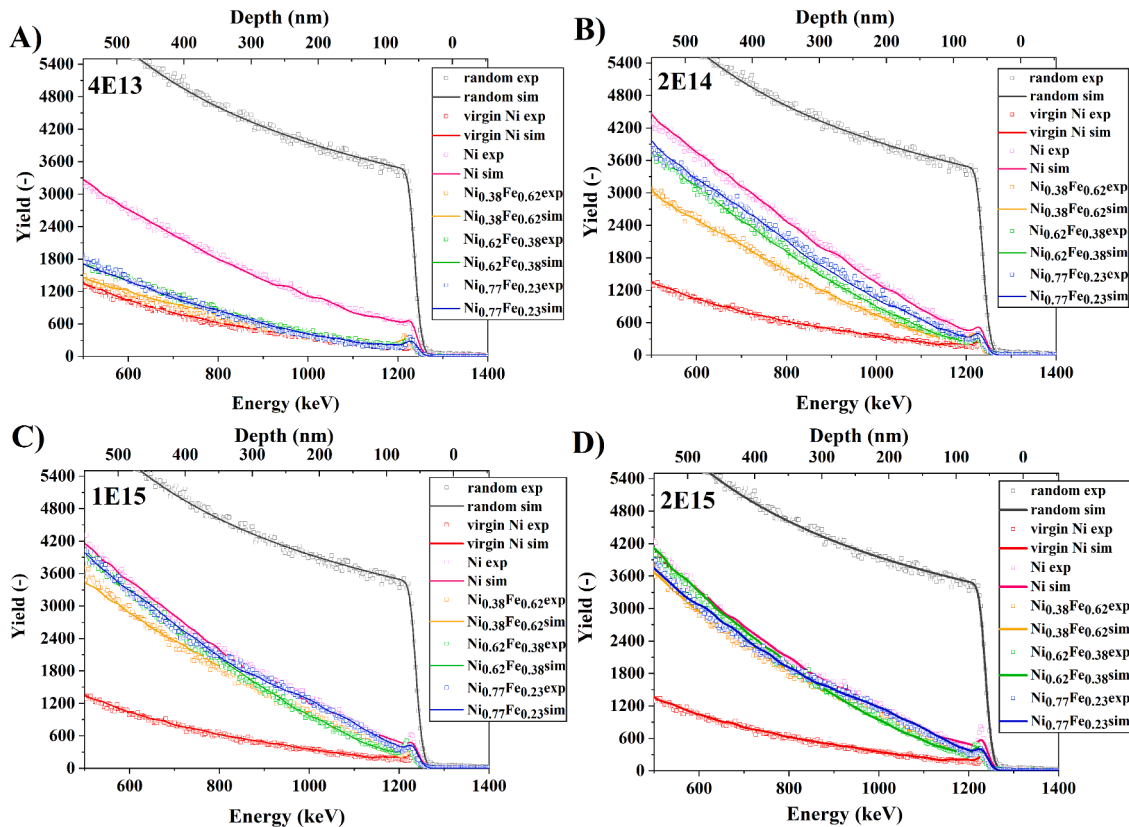 A)
Depth (nm)
500 400 300 200 100 0
4E13
5400
4800
4200
3600
3000
2400
1800
1200
600
0
Yield (-)
600 800 1000 1200 1400
Energy (keV)
random exp
random sim
virgin Ni exp
virgin Ni sim
Ni exp
Ni sim
Ni0.38Fe0.62exp
Ni0.38Fe0.62sim
Ni0.62Fe0.38exp
Ni0.62Fe0.38sim
Ni0.77Fe0.23exp
Ni0.77Fe0.23sim
B)
Depth (nm)
500 400 300 200 100 0
2E14
5400
4800
4200
3600
3000
2400
1800
1200
600
0
Yield (-)
600 800 1000 1200 1400
Energy (keV)
random exp
random sim
virgin Ni exp
virgin Ni sim
Ni exp
Ni sim
Ni0.38Fe0.62exp
Ni0.38Fe0.62sim
Ni0.62Fe0.38exp
Ni0.62Fe0.38sim
Ni0.77Fe0.23exp
Ni0.77Fe0.23sim
C)
Depth (nm)
500 400 300 200 100 0
1E15
5400
4800
4200
3600
3000
2400
1800
1200
600
0
Yield (-)
600 800 1000 1200 1400
Energy (keV)
random exp
random sim
virgin Ni exp
virgin Ni sim
Ni exp
Ni sim
Ni0.38Fe0.62exp
Ni0.38Fe0.62sim
Ni0.62Fe0.38exp
Ni0.62Fe0.38sim
Ni0.77Fe0.23exp
Ni0.77Fe0.23sim
D)
Depth (nm)
500 400 300 200 100 0
2E15
5400
4800
4200
3600
3000
2400
1800
1200
600
0
Yield (-)
600 800 1000 1200 1400
Energy (keV)
random exp
random sim
virgin Ni exp
virgin Ni sim
Ni exp
Ni sim
Ni0.38Fe0.62exp
Ni0.38Fe0.62sim
Ni0.62Fe0.38exp
Ni0.62Fe0.38sim
Ni0.77Fe0.23exp
Ni0.77Fe0.23sim